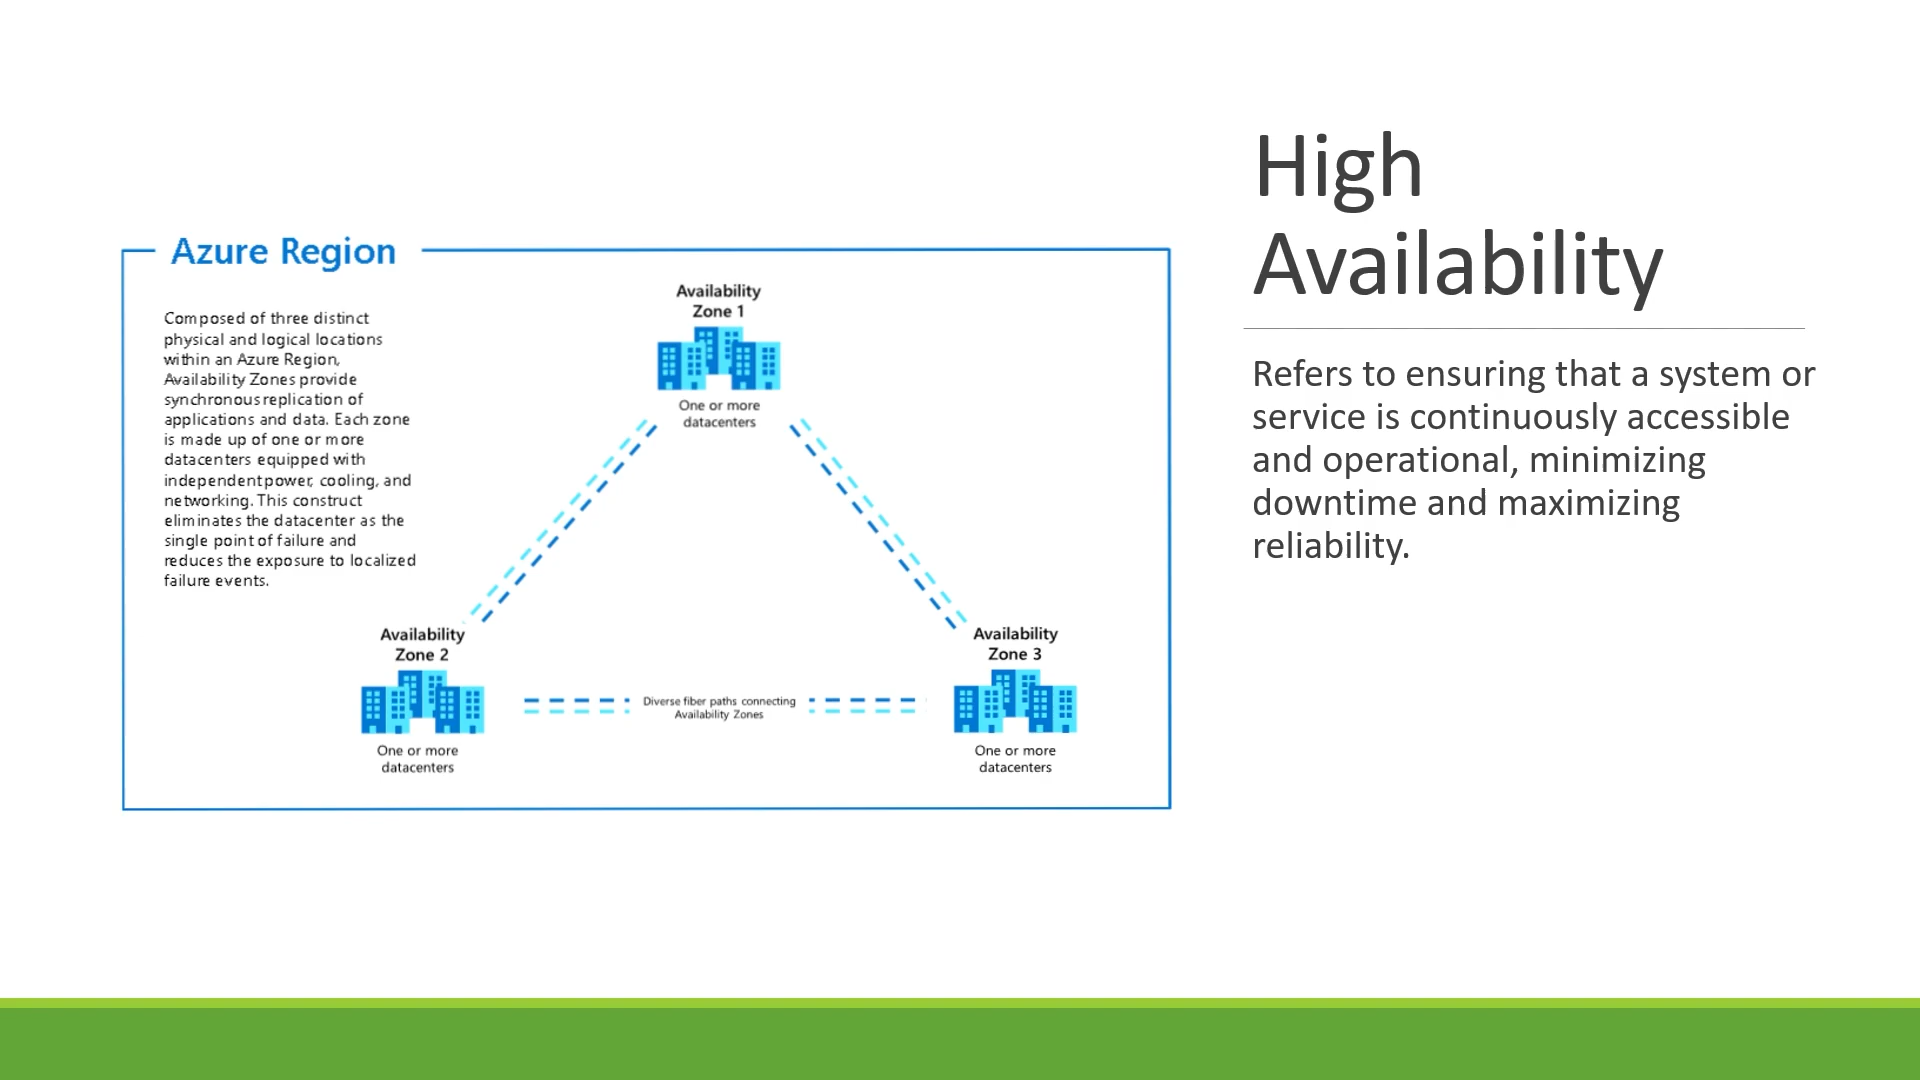 High
Availability
Refers to ensuring that a system or
service is continuously accessible
and operational, minimizing
downtime and maximizing
reliability.
Azure Region
Composed of three distinct
physical and logical locations
within an Azure Region,
Availability Zones provide
synchronous replication of
applications and data. Each zone
is made up of one or more
datacenters equipped with
independent power, cooling, and
networking. This construct
eliminates the datacenter as the
single point of failure and
reduces the exposure to localized
failure events.
Availability
Zone 1
One or more
datacenters
Availability
Zone 2
One or more
datacenters
Diverse fiber paths connecting
Availability Zones
Availability
Zone 3
One or more
datacenters